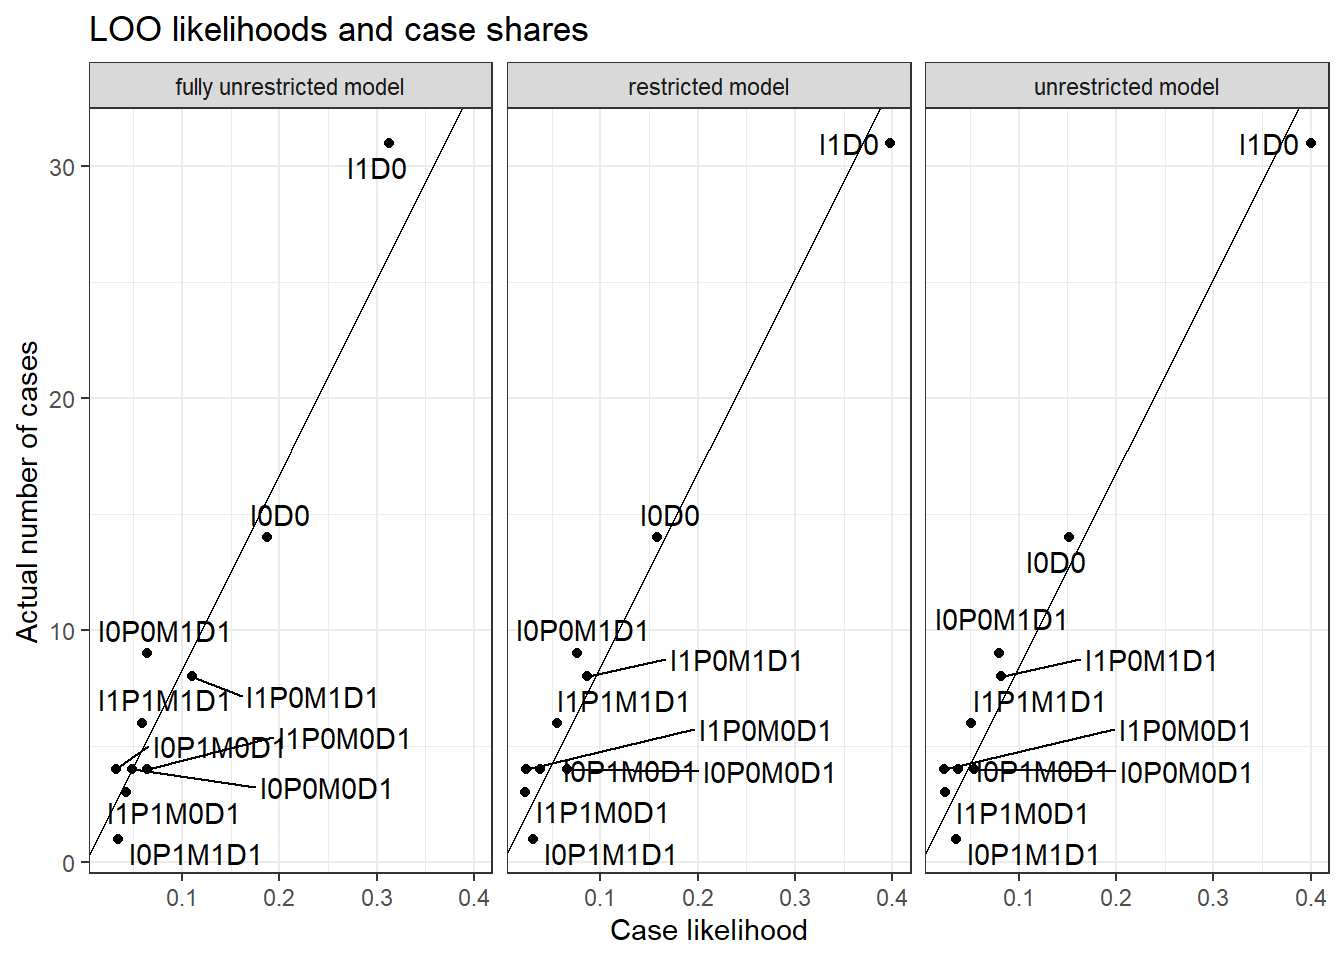 LOO likelihoods and case shares
fully unrestricted model
restricted model
unrestricted model
Actual number of cases
30
20
10
0
I1D0
I0D0
I0P0M1D1
I1P1M1D1
I1P0M1D1
I0P1M0D1
I1P0M0D1
I0P0M0D1
I1P1M0D1
I0P1M1D1
I1D0
I0D0
I0P0M1D1
I1P0M1D1
I1P1M1D1
I1P0M0D1
I0P1M0D1
I0P0M0D1
I1P1M0D1
I0P1M1D1
I1D0
I0D0
I0P0M1D1
I1P0M1D1
I1P1M1D1
I1P0M0D1
I0P1M0D1
I0P0M0D1
I1P1M0D1
I0P1M1D1
0.1 0.2 0.3 0.4
0.1 0.2 0.3 0.4
0.1 0.2 0.3 0.4
Case likelihood